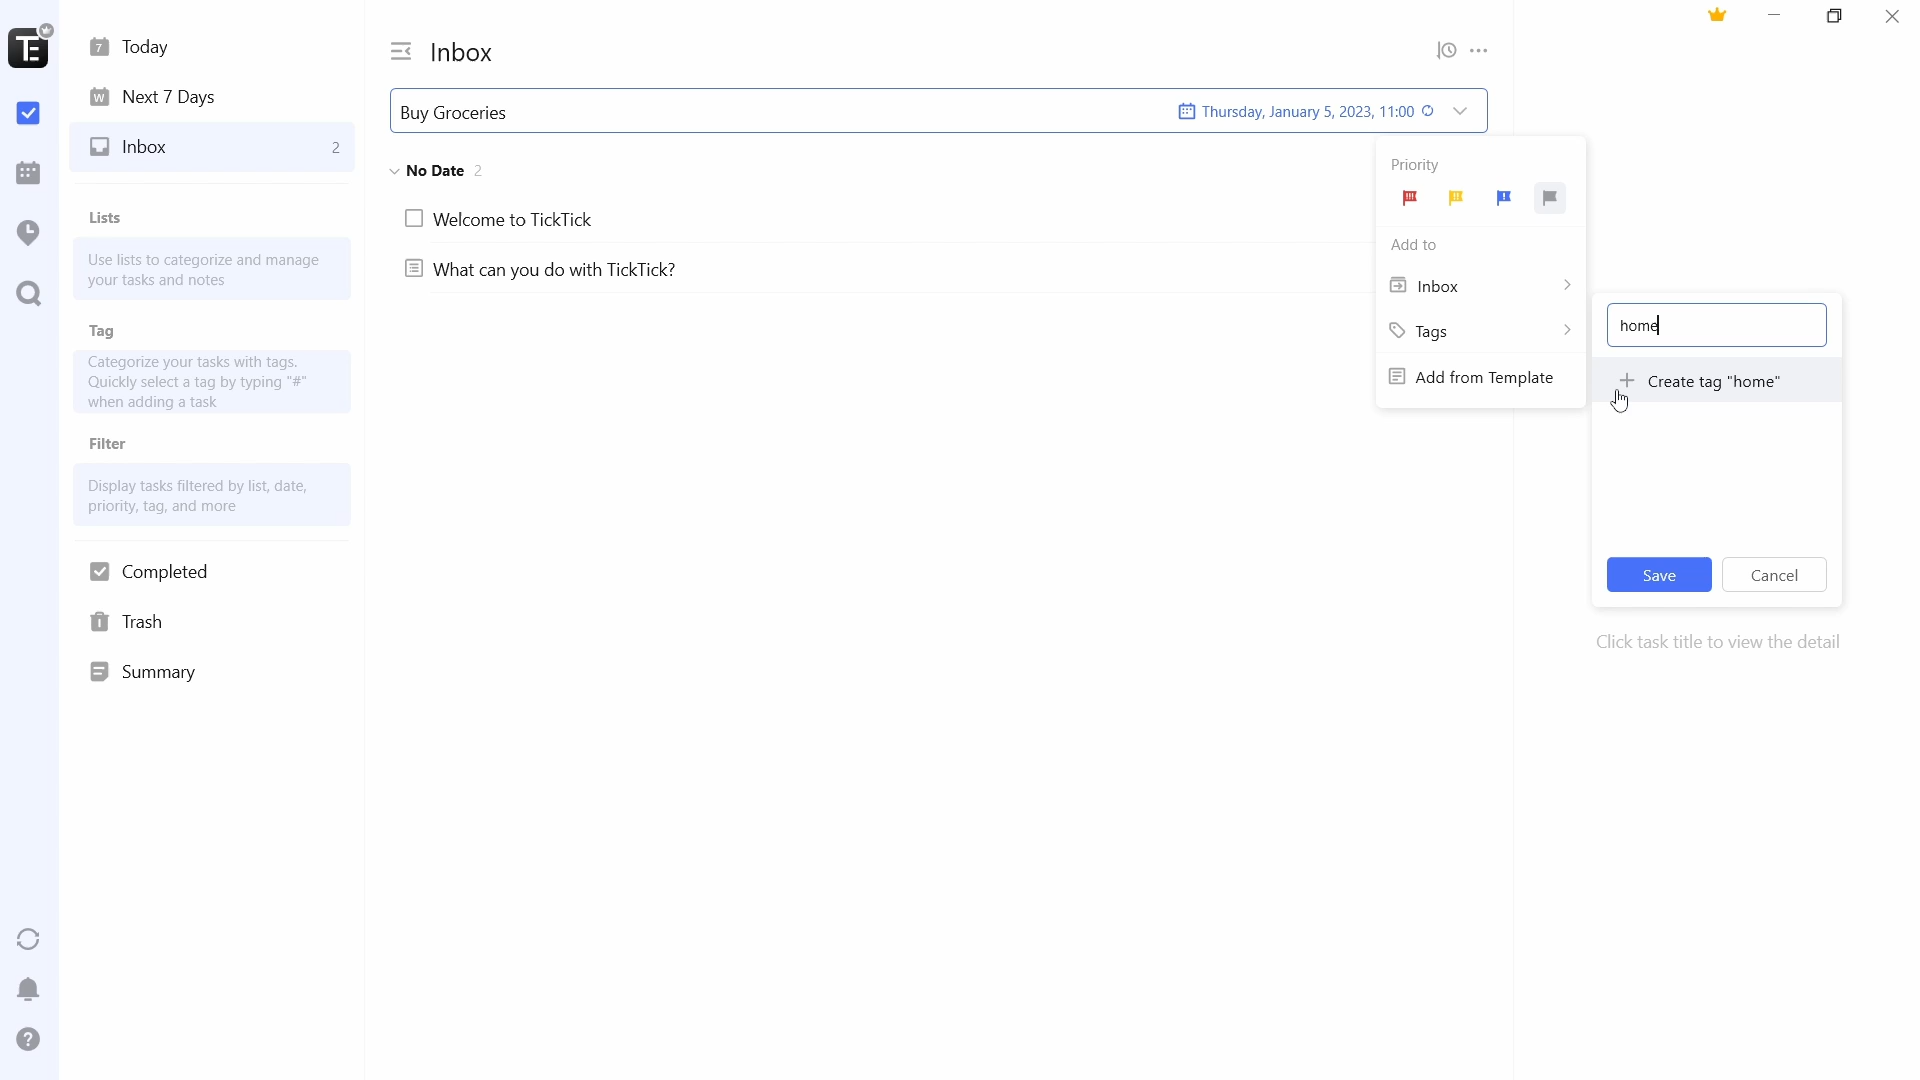 TE
7 Today
W Next 7 Days
Inbox 2
Lists
Use lists to categorize and manage
your tasks and notes
Tag
Categorize your tasks with tags.
Quickly select a tag by typing "#"
when adding a task
Filter
Display tasks filtered by list, date,
priority, tag, and more
Completed
Trash
Summary
Inbox
Buy Groceries Thursday, January 5, 2023, 11:00
No Date 2
Welcome to TickTick
What can you do with TickTick?
Priority
Add to
Inbox
Tags
Add from Template
home
Create tag "home"
Save Cancel
Click task title to view the detail